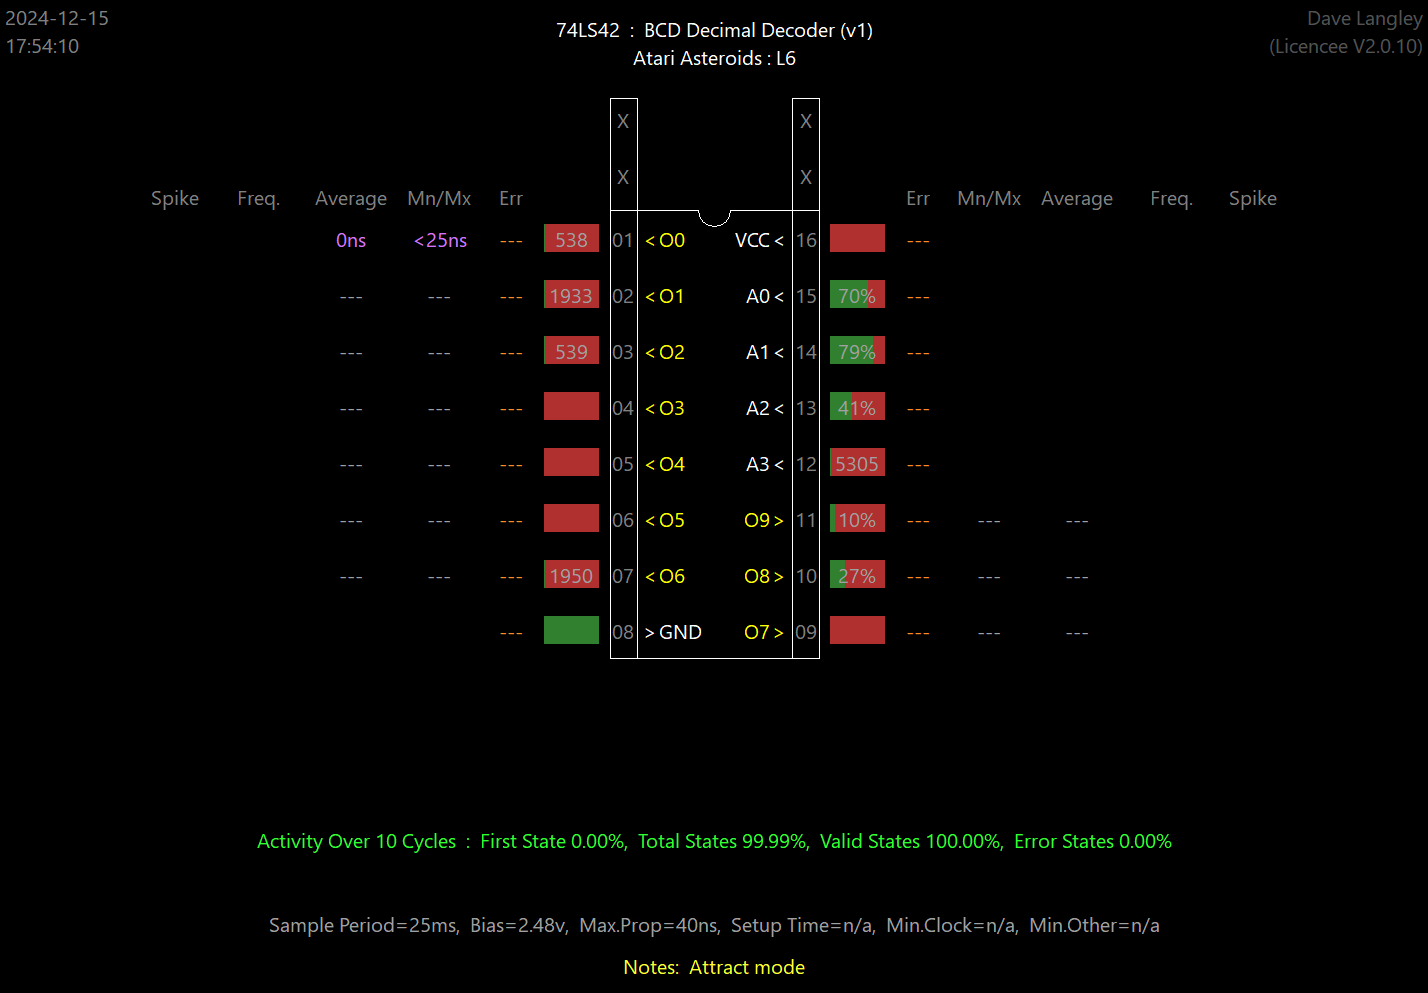 2024-12-15
17:54:10
74LS42 : BCD Decimal Decoder (v1)
Atari Asteroids : L6
Dave Langley
(Licencee V2.0.10)
X X
X X
Spike Freq. Average Mn/Mx Err Err Mn/Mx Average Freq. Spike
0ns <25ns --- 538 01 < O0 VCC < 16 ---
--- --- --- 1933 02 < O1 A0 < 15 70% ---
--- --- --- 539 03 < O2 A1 < 14 79% ---
--- --- --- 04 < O3 A2 < 13 41% ---
--- --- --- 05 < O4 A3 < 12 5305 ---
--- --- --- 06 < O5 O9 > 11 10% --- --- ---
--- --- --- 1950 07 < O6 O8 > 10 27% --- --- ---
--- 08 > GND O7 > 09 --- --- ---
Activity Over 10 Cycles : First State 0.00%, Total States 99.99%, Valid States 100.00%, Error States 0.00%
Sample Period=25ms, Bias=2.48v, Max.Prop=40ns, Setup Time=n/a, Min.Clock=n/a, Min.Other=n/a
Notes: Attract mode